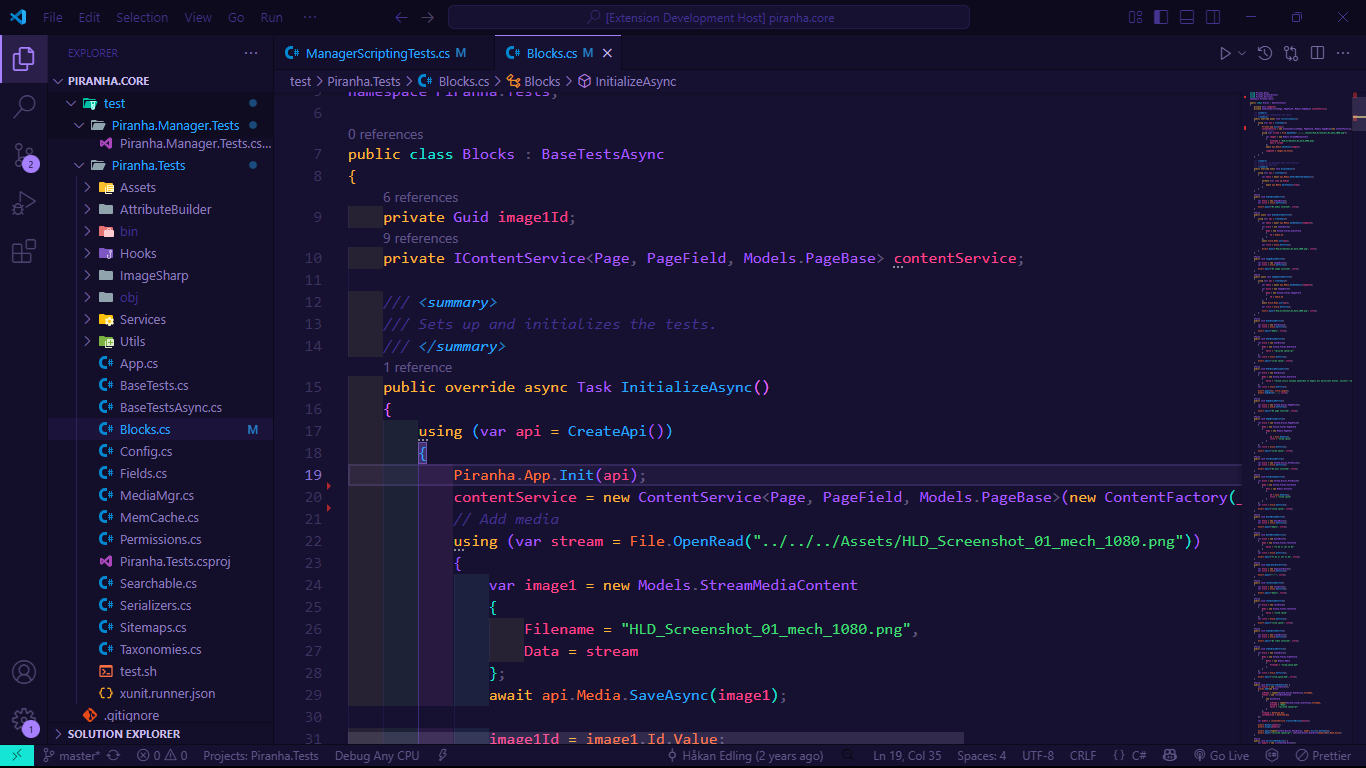 File Edit Selection View Go Run ··· [Extension Development Host] piranha.core
EXPLORER
PIRANHA.CORE
test
Piranha.Manager.Tests
Piranha.Manager.Tests.cs...
Piranha.Tests
Assets
AttributeBuilder
bin
Hooks
ImageSharp
obj
Services
Utils
App.cs
BaseTests.cs
BaseTestsAsync.cs
Blocks.cs M
Config.cs
Fields.cs
MediaMgr.cs
MemCache.cs
Permissions.cs
Piranha.Tests.csproj
Searchable.cs
Serializers.cs
Sitemaps.cs
Taxonomies.cs
test.sh
xunit.runner.json
.gitignore
SOLUTION EXPLORER
2
1
ManagerScriptingTests.cs M Blocks.cs M
test > Piranha.Tests > Blocks.cs > Blocks > InitializeAsync
5 namespace Piranha.Tests;
6
0 references
7 public class Blocks : BaseTestsAsync
8 {
6 references
9 private Guid image1Id;
9 references
10 private IContentService<Page, PageField, Models.PageBase> contentService;
11
12 /// <summary>
13 /// Sets up and initializes the tests.
14 /// </summary>
1 reference
15 public override async Task InitializeAsync()
16 {
17 using (var api = CreateApi())
18 {
19 Piranha.App.Init(api);
20 contentService = new ContentService<Page, PageField, Models.PageBase>(new ContentFactory(_
21 // Add media
22 using (var stream = File.OpenRead("../../../Assets/HLD_Screenshot_01_mech_1080.png"))
23 {
24 var image1 = new Models.StreamMediaContent
25 {
26 Filename = "HLD_Screenshot_01_mech_1080.png",
27 Data = stream
28 };
29 await api.Media.SaveAsync(image1);
30
31 image1Id = image1.Id.Value;
master* 0 0 Projects: Piranha.Tests Debug Any CPU Håkan Edling (2 years ago) Ln 19, Col 35 Spaces: 4 UTF-8 CRLF { } C# Go Live Prettier